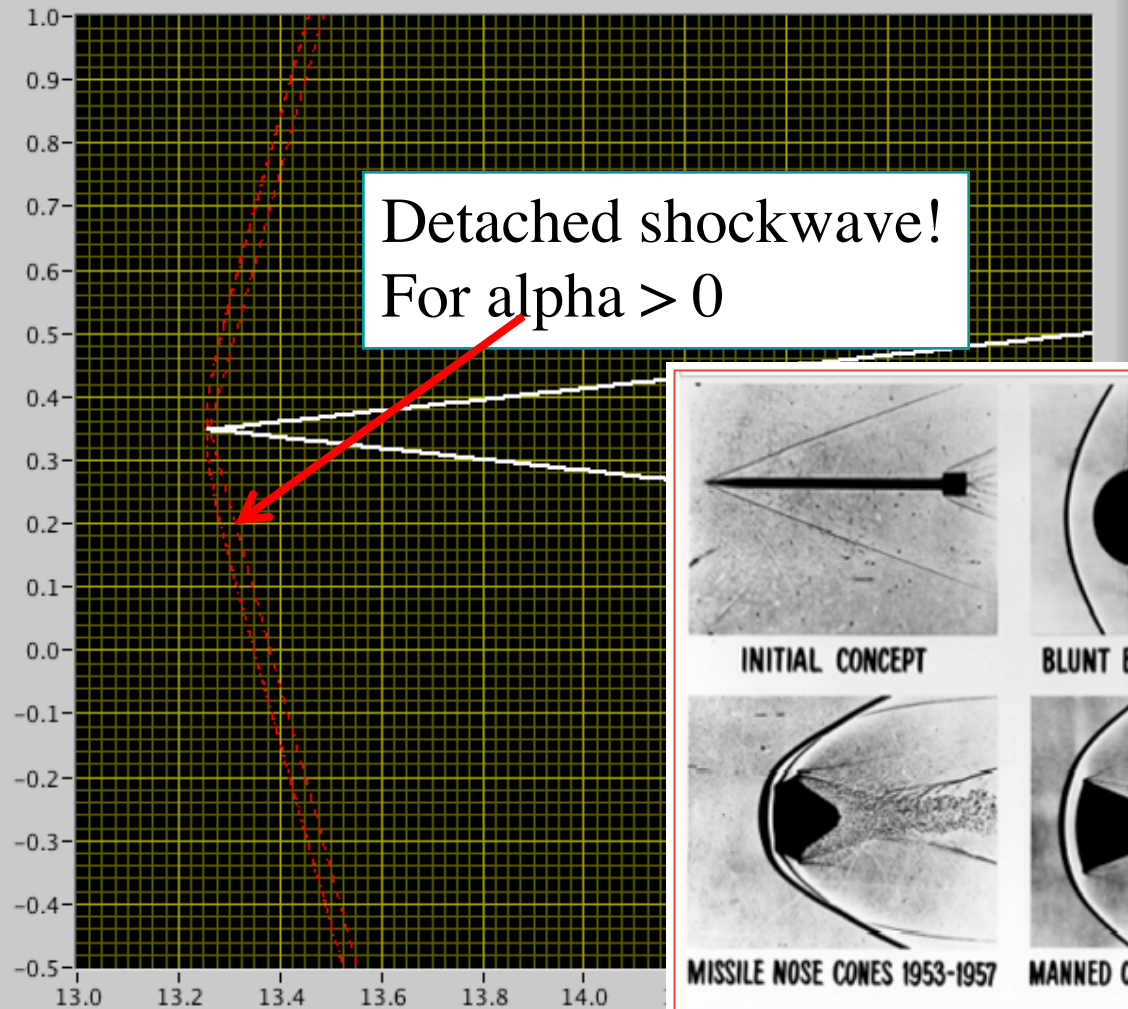 1.0
0.9
0.8
0.7
0.6
0.5
0.4
0.3
0.2
0.1
0.0
-0.1
-0.2
-0.3
-0.4
-0.5
13.0 13.2 13.4 13.6 13.8 14.0
Detached shockwave!
For alpha > 0
INITIAL CONCEPT
BLUNT
MISSILE NOSE CONES 1953-1957
MANNED